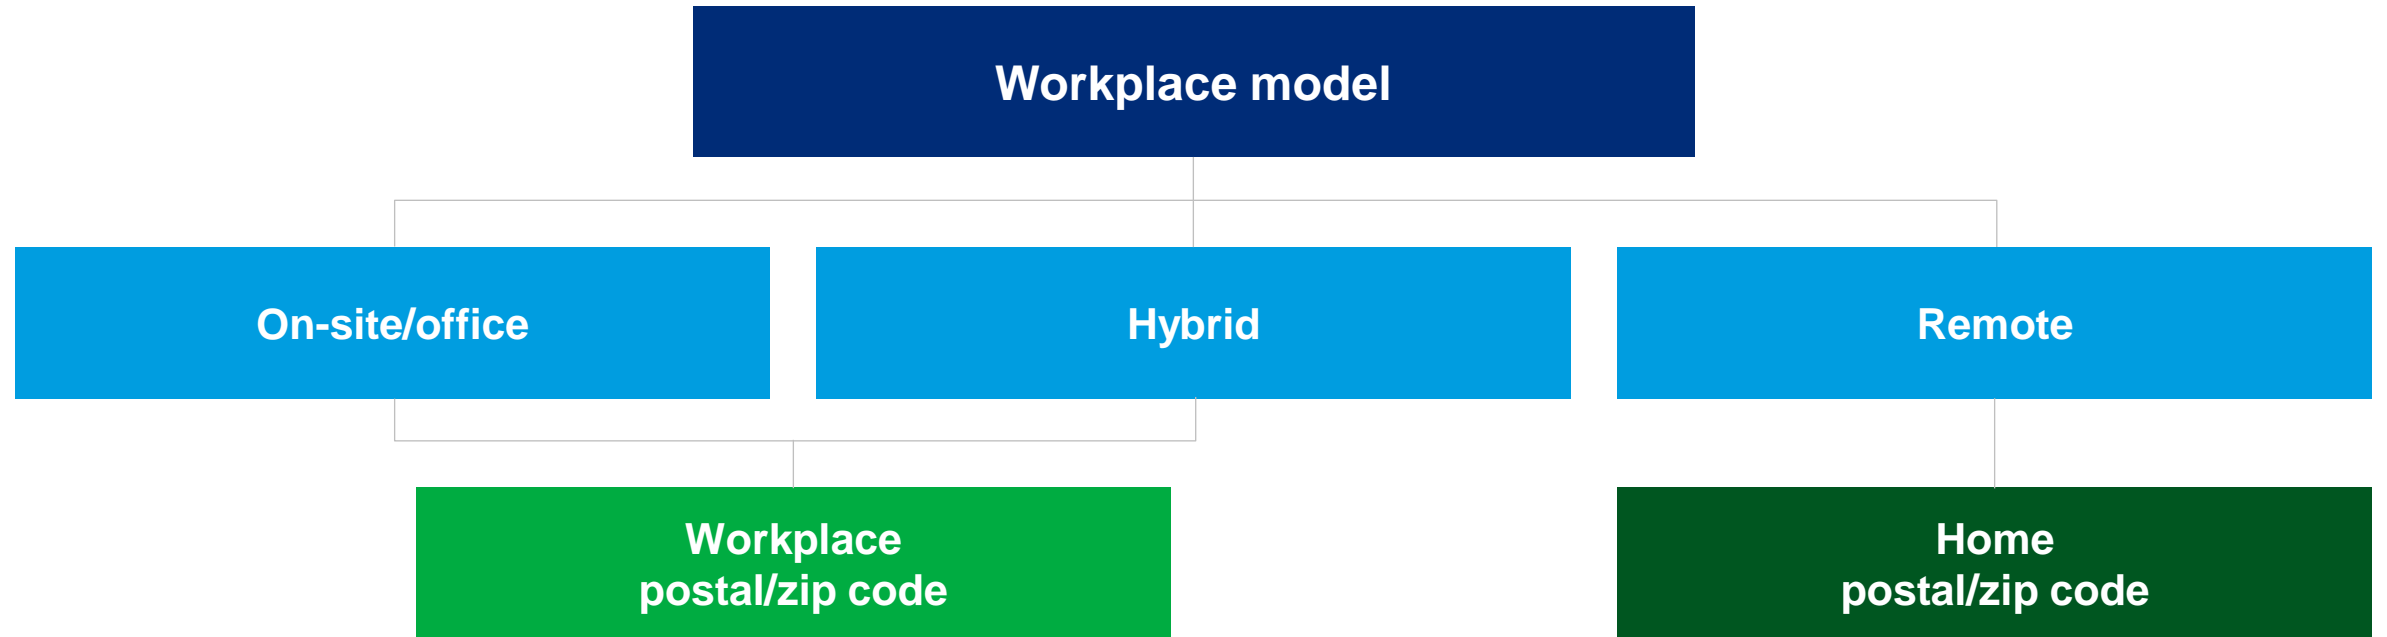 Workplace model
On-site/office
Hybrid
Remote
Workplace
postal/zip code
Home
postal/zip code